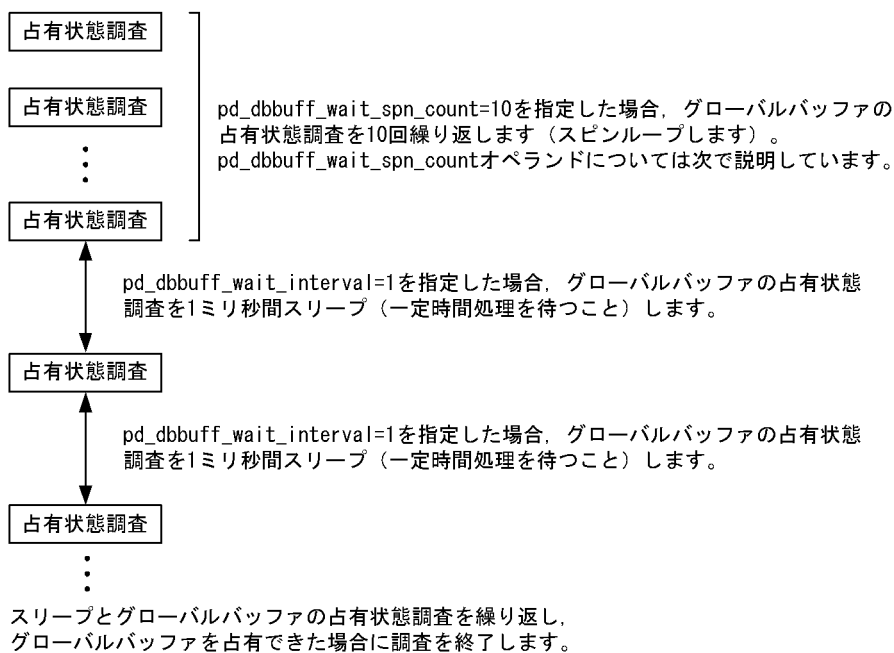 占有状態調査
占有状態調査
pd_dbbuff_wait_spn_count=10を指定した場合，グローバルバッファの
占有状態調査を10回繰り返します（スピンループします）。
pd_dbbuff_wait_spn_countオペランドについては次で説明しています。
占有状態調査
pd_dbbuff_wait_interval=1を指定した場合，グローバルバッファの占有状態
調査を1ミリ秒間スリープ（一定時間処理を待つこと）します。
占有状態調査
pd_dbbuff_wait_interval=1を指定した場合，グローバルバッファの占有状態
調査を1ミリ秒間スリープ（一定時間処理を待つこと）します。
占有状態調査
スリープとグローバルバッファの占有状態調査を繰り返し，
グローバルバッファを占有できた場合に調査を終了します。